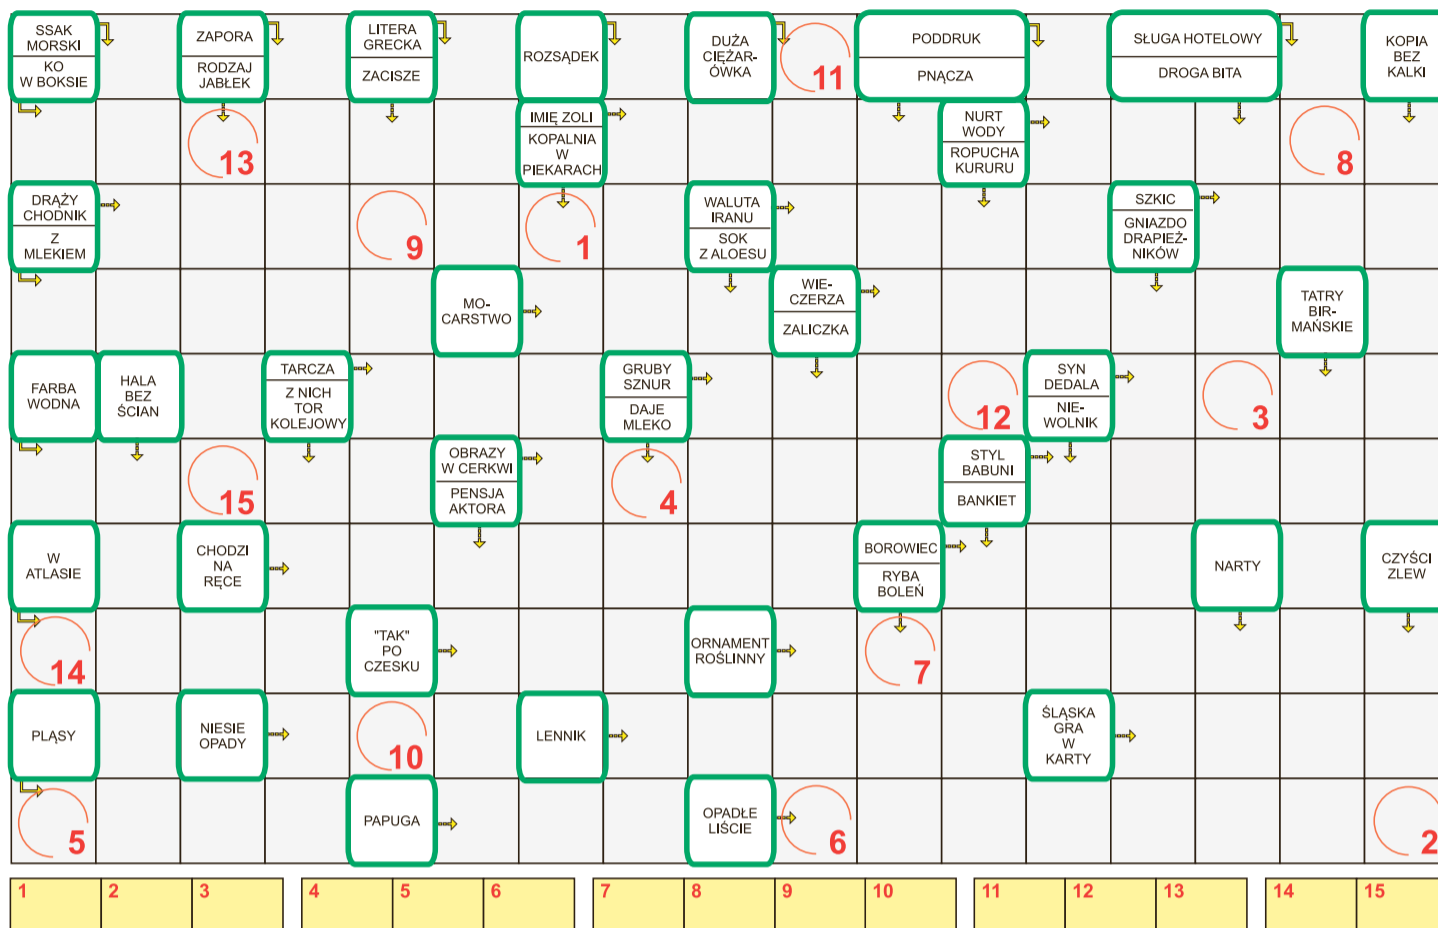 SSAK
MORSKI
KO
W BOKSIE
ZAPORA
RODZAJ
JABŁEK
LITERA
GRECKA
ZACISZE
ROZSĄDEK
DUŻA
CIĘŻAR-
ÓWKA
11
PODDRUK
PNĄCZA
SŁUGA HOTELOWY
DROGA BITA
KOPIA
BEZ
KALKI
13
IMIĘ ZOLI
KOPALNIA
W
PIEKARACH
NURT
WODY
ROPUCHA
KURURU
8
DRĄŻY
CHODNIK
Z
MLEKIEM
9
1
WALUTA
IRANU
SOK
Z ALOESU
SZKIC
GNIAZDO
DRAPIEŻ-
NIKÓW
MO-
CARSTWO
WIE-
CZERZA
ZALICZKA
TATRY
BIR-
MAŃSKIE
FARBA
WODNA
HALA
BEZ
ŚCIAN
TARCZA
Z NICH
TOR
KOLEJOWY
GRUBY
SZNUR
DAJE
MLEKO
12
SYN
DEDALA
NIE-
WOLNIK
3
15
OBRAZY
W CERKWI
PENSJA
AKTORA
4
STYL
BABUNI
BANKIET
W
ATLASIE
CHODZI
NA
RĘCE
BOROWIEC
RYBA
BOLEŃ
NARTY
CZYŚCI
ZLEW
14
"TAK"
PO
CZESKU
ORNAMENT
ROŚLINNY
7
PLĄSY
NIESIE
OPADY
10
LENNIK
ŚLĄSKA
GRA
W
KARTY
5
PAPUGA
OPADŁE
LIŚCIE
6
2
1 2 3 4 5 6 7 8 9 10 11 12 13 14 15